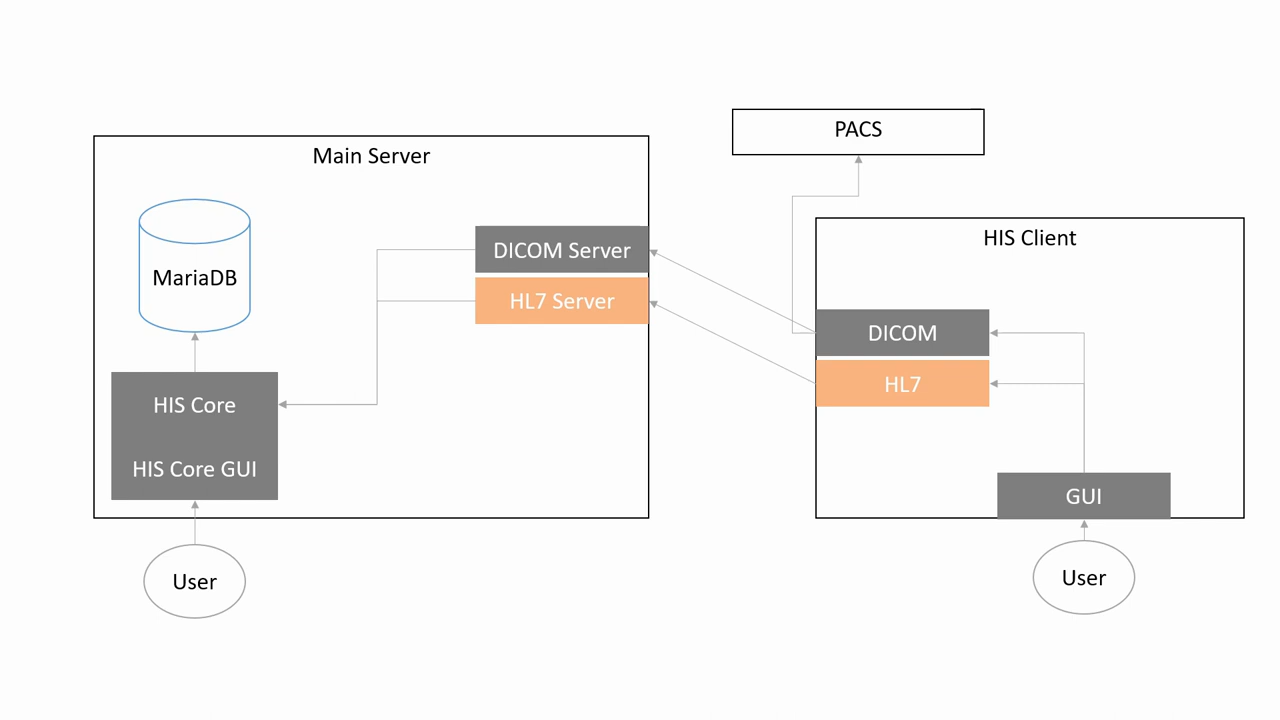 PACS
Main Server
HIS Client
DICOM Server
MariaDB
HL7 Server
DICOM
HL7
HIS Core
HIS Core GUI
GUI
User
User